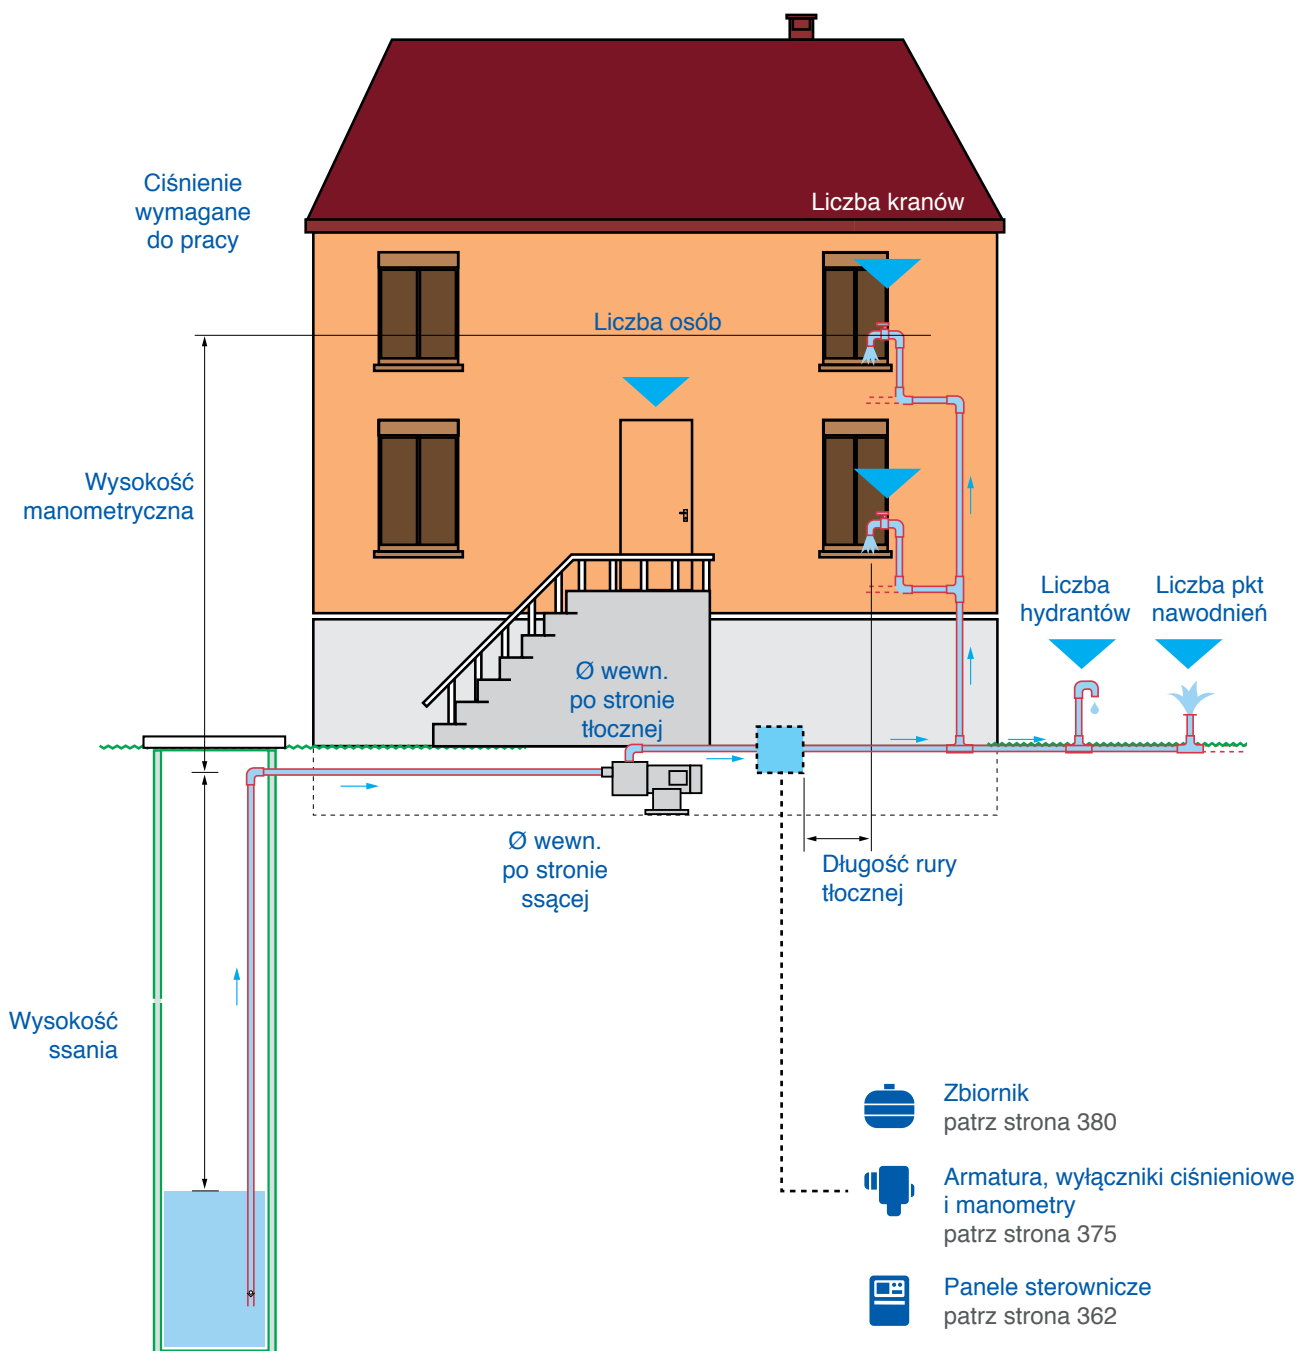 Ciśnienie
wymagane
do pracy
Liczba kranów
Liczba osób
Wysokość
manometryczna
Liczba
hydrantów
Liczba pkt
nawodnień
Ø wewn.
po stronie
tłocznej
Ø wewn.
po stronie
ssącej
Długość rury
tłocznej
Wysokość
ssania
Zbiornik
patrz strona 380
Armatura, wyłączniki ciśnieniowe
i manometry
patrz strona 375
Panele sterownicze
patrz strona 362